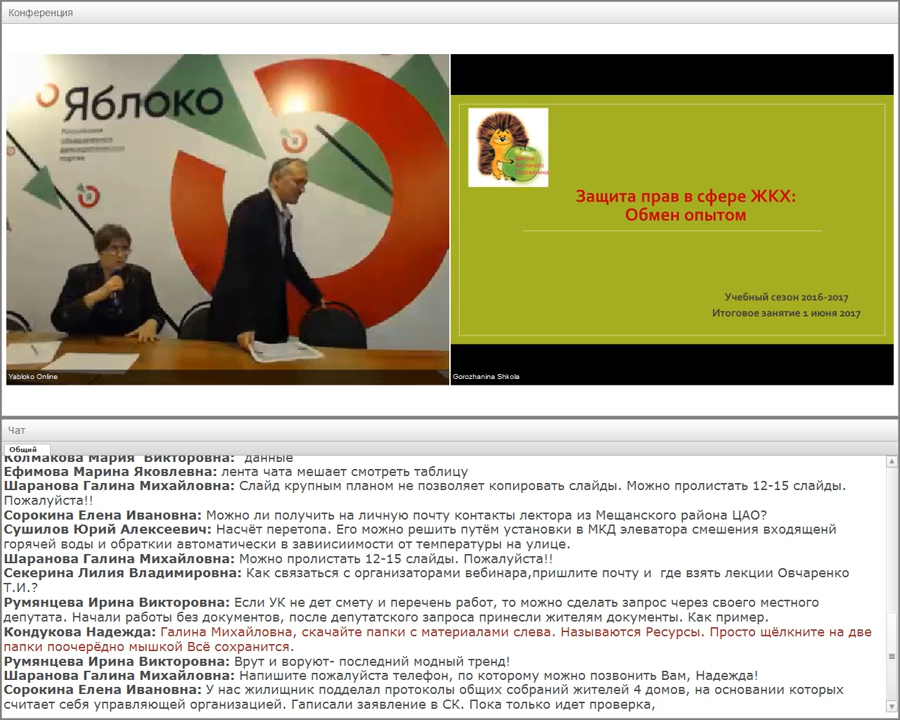 Конференция
Яблоко
Российская
объединенная
демократическая
партия
Я
Я
Yabloko Online
Защита прав в сфере ЖКХ:
Обмен опытом
Учебный сезон 2016-2017
Итоговое занятие 1 июня 2017
Gorozhanina Shkola
Чат
Общий
Колмакова Мария Викторовна: данные
Ефимова Марина Яковлевна: лента чата мешает смотреть таблицу
Шаранова Галина Михайловна: Слайд крупным планом не позволяет копировать слайды. Можно пролистать 12-15 слайды.
Пожалуйста!!
Сорокина Елена Ивановна: Можно ли получить на личную почту контакты лектора из Мещанского района ЦАО?
Сушилов Юрий Алексеевич: Насчёт перетопа. Его можно решить путём установки в МКД элеватора смешения входященй
горячей воды и обраткии автоматически в завиисиимости от температуры на улице.
Шаранова Галина Михайловна: Можно пролистать 12-15 слайды. Пожалуйста!!
Секерина Лилия Владимировна: Как связаться с организаторами вебинара,пришлите почту и где взять лекции Овчаренко
Т.И.?
Румянцева Ирина Викторовна: Если УК не дет смету и перечень работ, то можно сделать запрос через своего местного
депутата. Начали работы без документов, после депутатского запроса принесли жителям документы. Как пример.
Кондукова Надежда: Галина Михайловна, скачайте папки с материалами слева. Называются Ресурсы. Просто щёлкните на две
папки поочерёдно мышкой Всё сохранится.
Румянцева Ирина Викторовна: Врут и воруют- последний модный тренд!
Шаранова Галина Михайловна: Напишите пожалуйста телефон, по которому можно позвонить Вам, Надежда!
Сорокина Елена Ивановна: У нас жилищник подделал протоколы общих собраний жителей 4 домов, на основании которых
считает себя управляющей организацией. Гаписали заявление в СК. Пока только идет проверка,